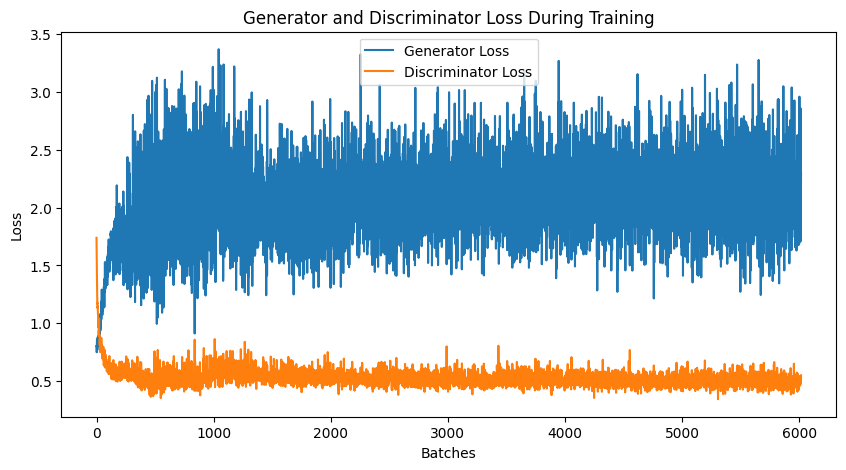 Generator and Discriminator Loss During Training
Generator Loss
Discriminator Loss
3.5
3.0
2.5
2.0
1.5
1.0
0.5
Loss
0
1000
2000
3000
4000
5000
6000
Batches